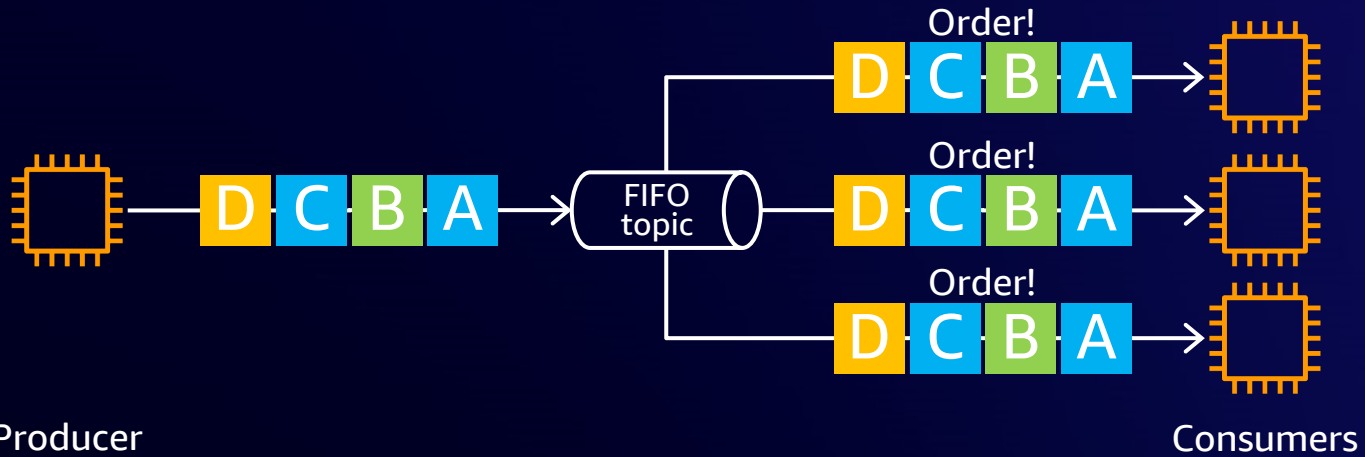 Order!
D C B A
Order!
D C B A
FIFO
topic
D C B A
Order!
D C B A
Producer
Consumers